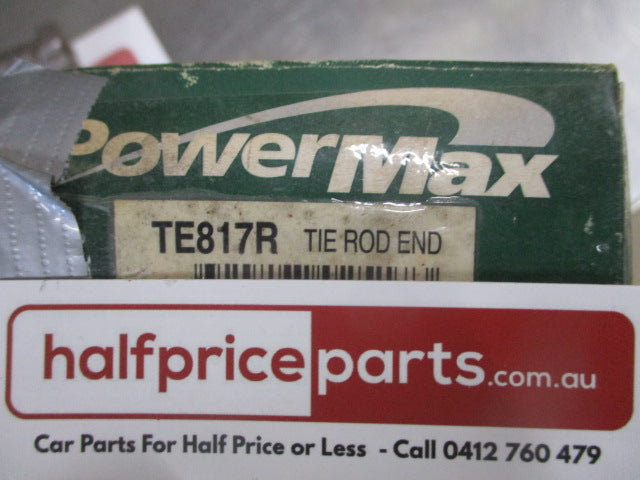 PowerMax
TE817R TIE ROD END
halfpriceparts.com.au
Car Parts For Half Price or Less - Call 0412 760 479